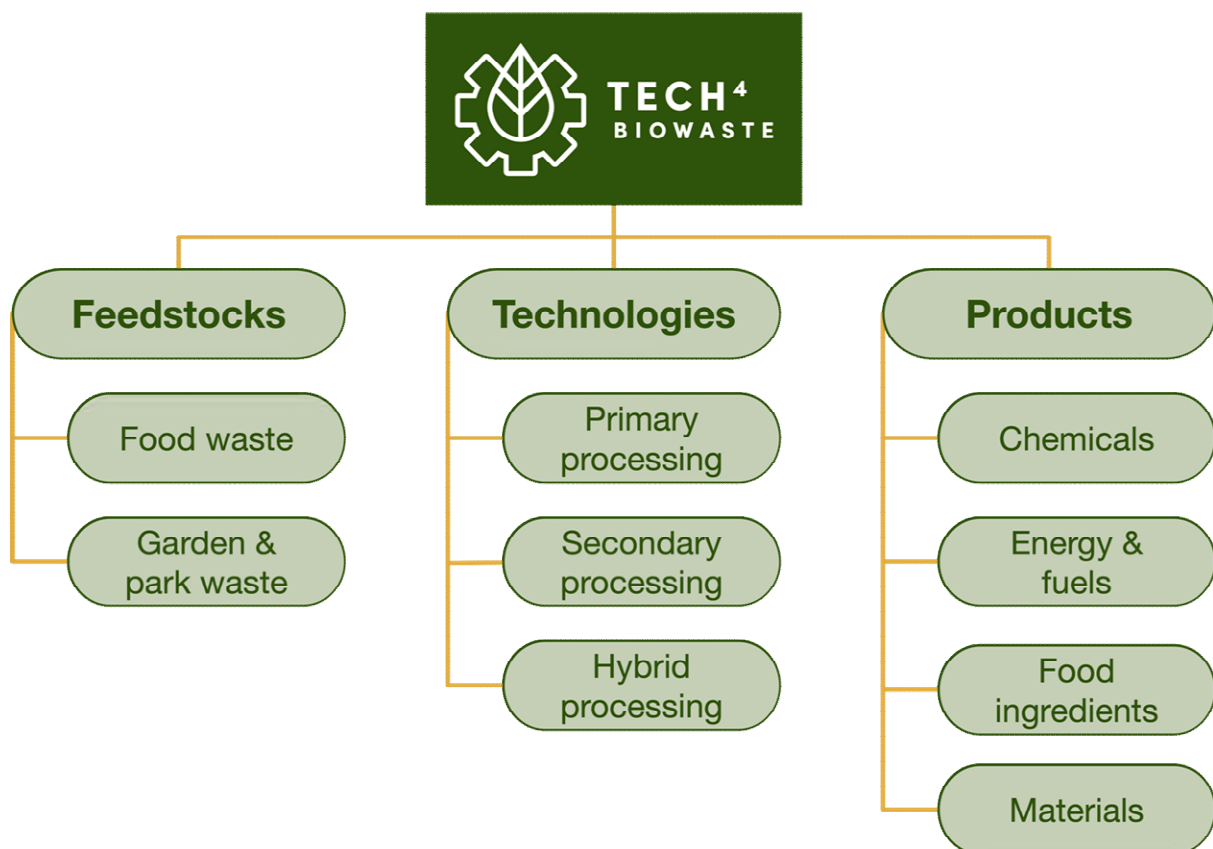 TECH⁴
BIOWASTE
Feedstocks
Food waste
Garden &
park waste
Technologies
Primary
processing
Secondary
processing
Hybrid
processing
Products
Chemicals
Energy &
fuels
Food
ingredients
Materials